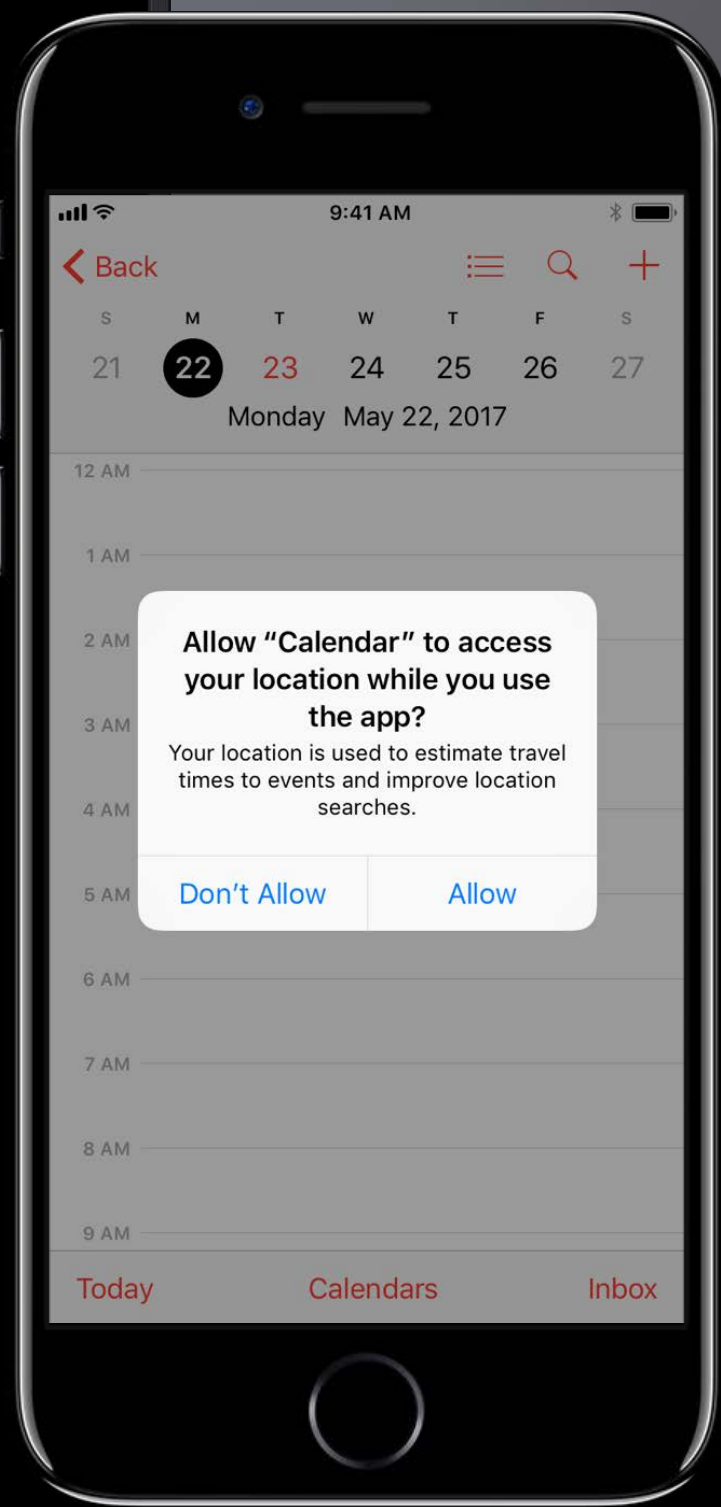 9:41 AM
Back
S M T W T F S
21 22 23 24 25 26 27
Monday May 22, 2017
12 AM
1 AM
2 AM
Allow “Calendar” to access
your location while you use
the app?
3 AM
Your location is used to estimate travel
times to events and improve location
searches.
4 AM
5 AM
Don’t Allow Allow
6 AM
7 AM
8 AM
9 AM
Today Calendars Inbox